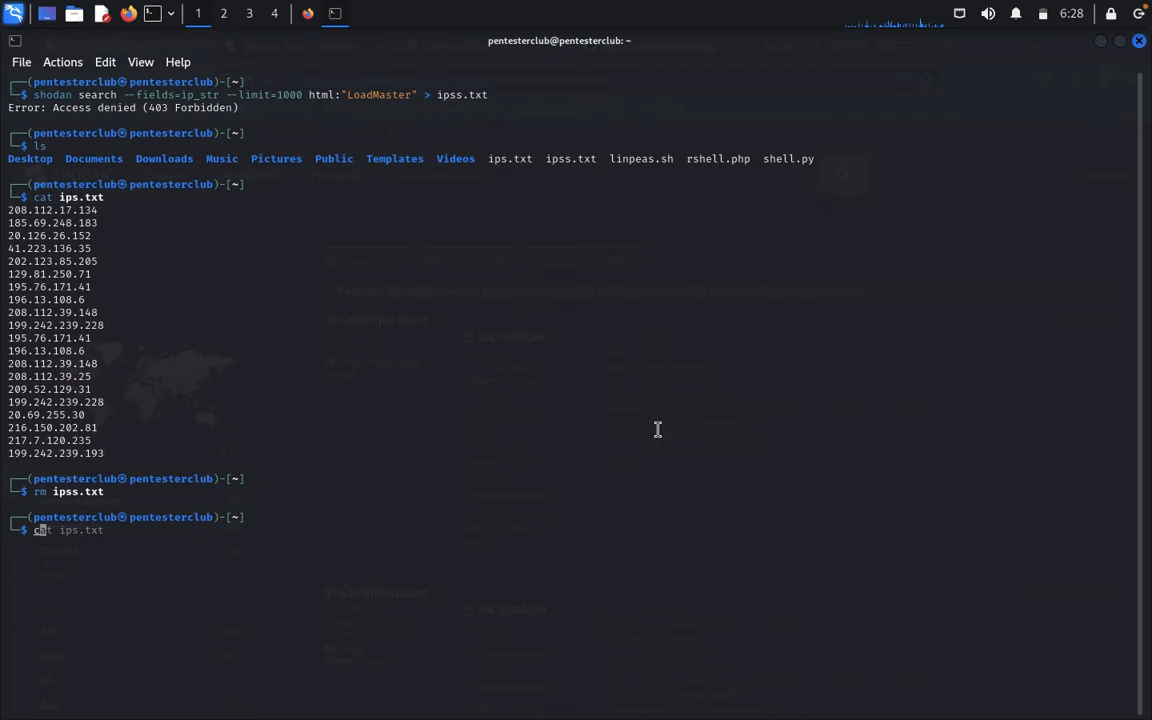 1 2 3 4 6:28
pentesterclub@pentesterclub: ~
File Actions Edit View Help
┌──(pentesterclub㉿pentesterclub)-[~]
└─$ shodan search --fields=ip_str --limit=1000 html:"LoadMaster" > ipss.txt
Error: Access denied (403 Forbidden)
┌──(pentesterclub㉿pentesterclub)-[~]
└─$ ls
Desktop Documents Downloads Music Pictures Public Templates Videos ips.txt ipss.txt linpeas.sh rshell.php shell.py
┌──(pentesterclub㉿pentesterclub)-[~]
└─$ cat ips.txt
208.112.17.134
185.69.248.183
20.126.26.152
41.223.136.35
202.123.85.205
129.81.250.71
195.76.171.41
196.13.108.6
208.112.39.148
199.242.239.228
195.76.171.41
196.13.108.6
208.112.39.148
208.112.39.25
209.52.129.31
199.242.239.228
20.69.255.30
216.150.202.81
217.7.120.235
199.242.239.193
┌──(pentesterclub㉿pentesterclub)-[~]
└─$ rm ipss.txt
┌──(pentesterclub㉿pentesterclub)-[~]
└─$ cat ips.txt
Configuration
SSL Certificate
Configuration
SSL Certificate